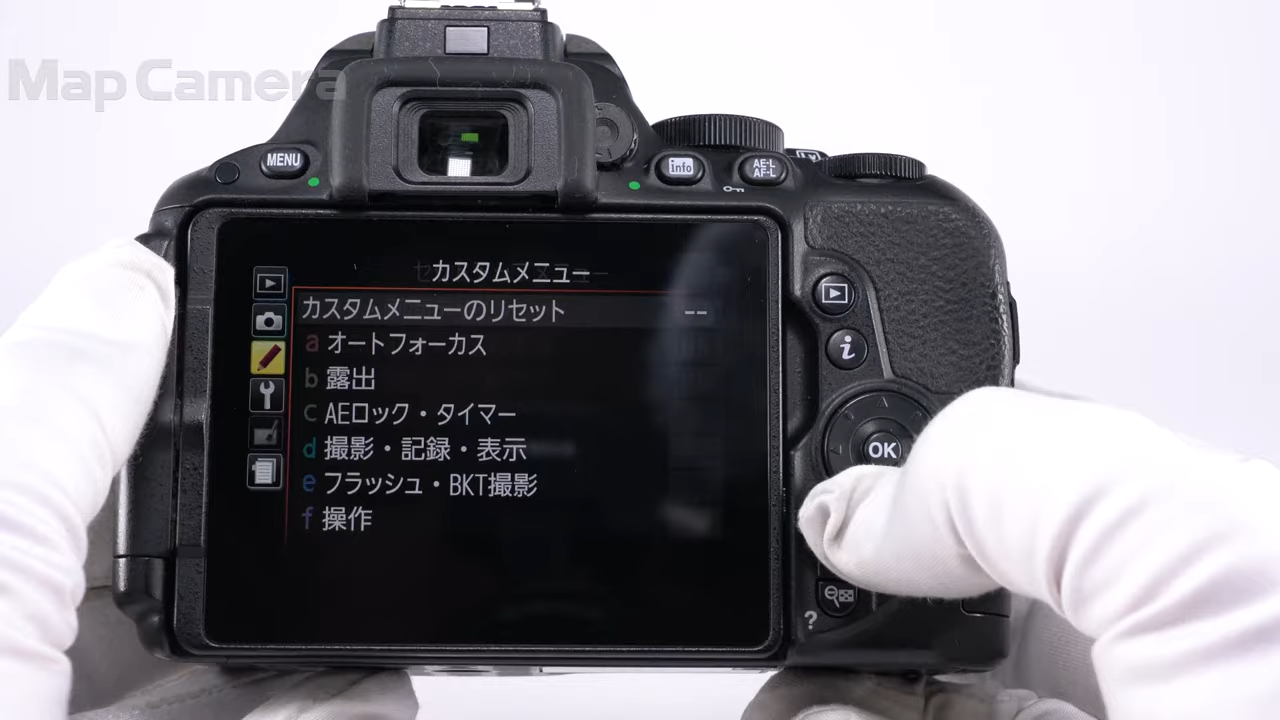 Map Camera
MENU
info
AE-L
AF-L
Lv
カスタムメニュー
カスタムメニューのリセット --
a オートフォーカス
b 露出
c AEロック・タイマー
d 撮影・記録・表示
e フラッシュ・BKT撮影
f 操作
i
OK
?